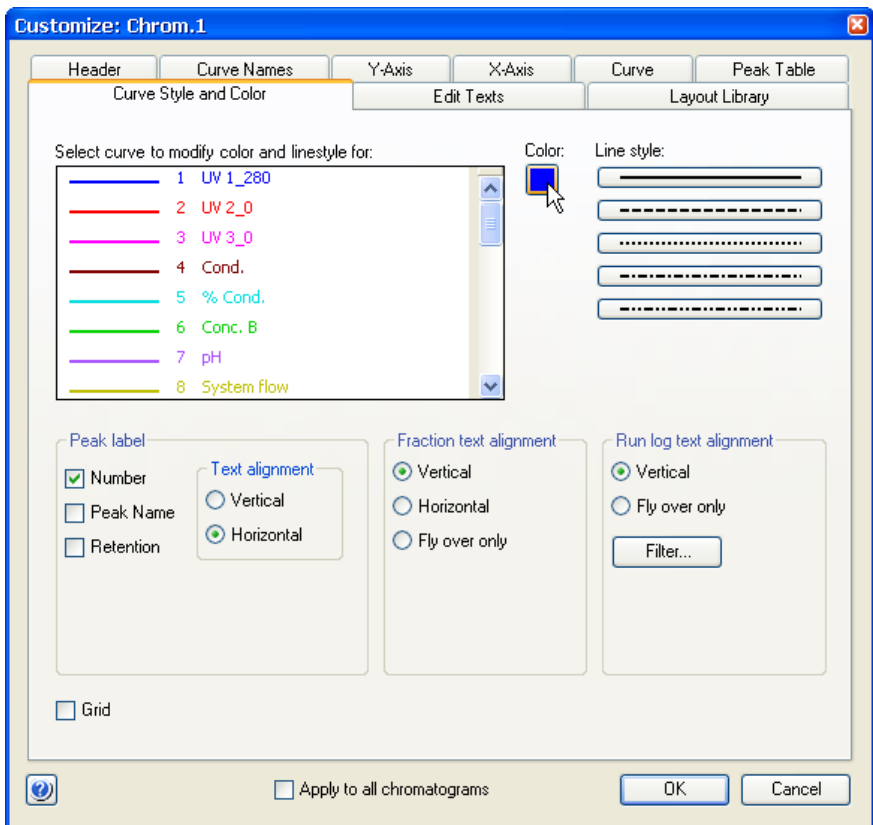 Customize: Chrom.1
Header
Curve Names
Y-Axis
X-Axis
Curve
Peak Table
Curve Style and Color
Edit Texts
Layout Library
Select curve to modify color and linestyle for:
Color:
Line style:
1 UV 1_280
2 UV 2_0
3 UV 3_0
4 Cond.
5 % Cond.
6 Conc. B
7 pH
8 System flow
Peak label
Number
Peak Name
Retention
Text alignment
Vertical
Horizontal
Fraction text alignment
Vertical
Horizontal
Fly over only
Run log text alignment
Vertical
Fly over only
Filter...
Grid
?
Apply to all chromatograms
OK
Cancel